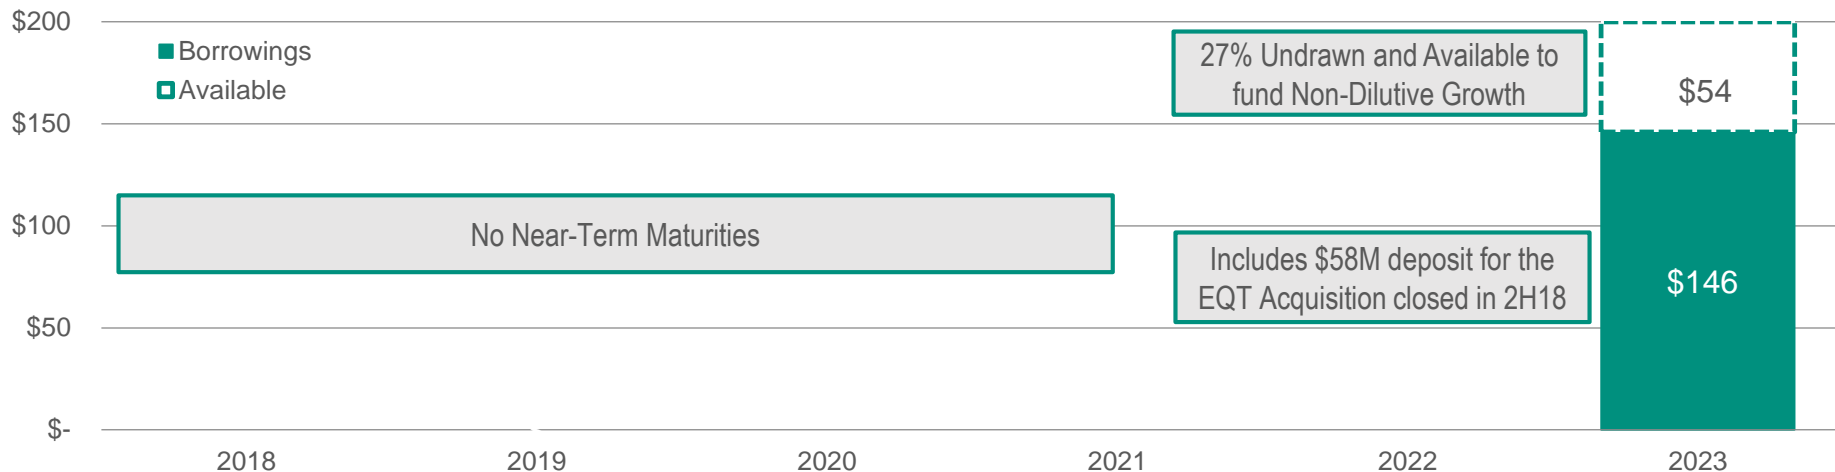 $200
$150
$100
$50
$-
Borrowings
Available
27% Undrawn and Available to
fund Non-Dilutive Growth
$54
No Near-Term Maturities
Includes $58M deposit for the
EQT Acquisition closed in 2H18
$146
2018 2019 2020 2021 2022 2023